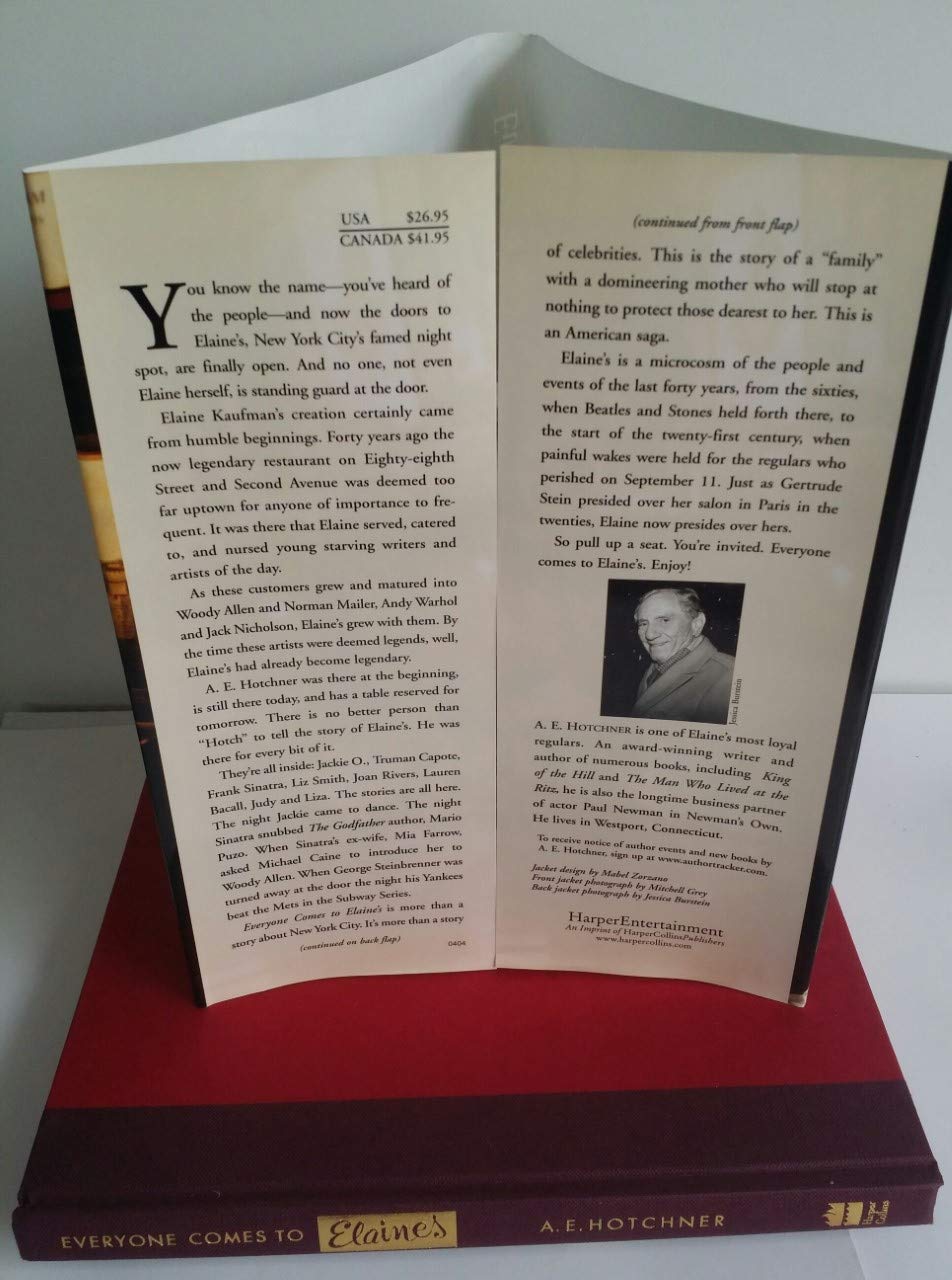 USA $26.95
CANADA $41.95
You know the name—you've heard of
the people—and now the doors to
Elaine's, New York City's famed night
spot, are finally open. And no one, not even
Elaine herself, is standing guard at the door.
Elaine Kaufman's creation certainly came
from humble beginnings. Forty years ago the
now legendary restaurant on Eighty-eighth
Street and Second Avenue was deemed too
far uptown for anyone of importance to fre-
quent. It was there that Elaine served, catered
to, and nursed young starving writers and
artists of the day.
As these customers grew and matured into
Woody Allen and Norman Mailer, Andy Warhol
and Jack Nicholson, Elaine's grew with them. By
the time these artists were deemed legends, well,
Elaine's had already become legendary.
A. E. Hotchner was there at the beginning,
is still there today, and has a table reserved for
tomorrow. There is no better person than
"Hotch" to tell the story of Elaine's. He was
there for every bit of it.
They're all inside: Jackie O., Truman Capote,
Frank Sinatra, Liz Smith, Joan Rivers, Lauren
Bacall, Judy and Liza. The stories are all here.
The night Jackie came to dance. The night
Sinatra snubbed The Godfather author, Mario
Puzo. When Sinatra's ex-wife, Mia Farrow,
asked Michael Caine to introduce her to
Woody Allen. When George Steinbrenner was
turned away at the door the night his Yankees
beat the Mets in the Subway Series.
Everyone Comes to Elaine's is more than a
story about New York City. It's more than a story
(continued on back flap)
0404
(continued from front flap)
of celebrities. This is the story of a "family"
with a domineering mother who will stop at
nothing to protect those dearest to her. This is
an American saga.
Elaine's is a microcosm of the people and
events of the last forty years, from the sixties,
when Beatles and Stones held forth there, to
the start of the twenty-first century, when
painful wakes were held for the regulars who
perished on September 11. Just as Gertrude
Stein presided over her salon in Paris in the
twenties, Elaine now presides over hers.
So pull up a seat. You're invited. Everyone
comes to Elaine's. Enjoy!
Jessica Burstein
A. E. HOTCHNER is one of Elaine's most loyal
regulars. An award-winning writer and
author of numerous books, including King
of the Hill and The Man Who Lived at the
Ritz, he is also the longtime business partner
of actor Paul Newman in Newman's Own.
He lives in Westport, Connecticut.
To receive notice of author events and new books by
A. E. Hotchner, sign up at www.authortracker.com.
Jacket design by Mabel Zorzano
Front jacket photograph by Mitchell Grey
Back jacket photograph by Jessica Burstein
HarperEntertainment
An Imprint of HarperCollinsPublishers
www.harpercollins.com
EVERYONE COMES TO Elaine's A. E. HOTCHNER
Harper
Collins